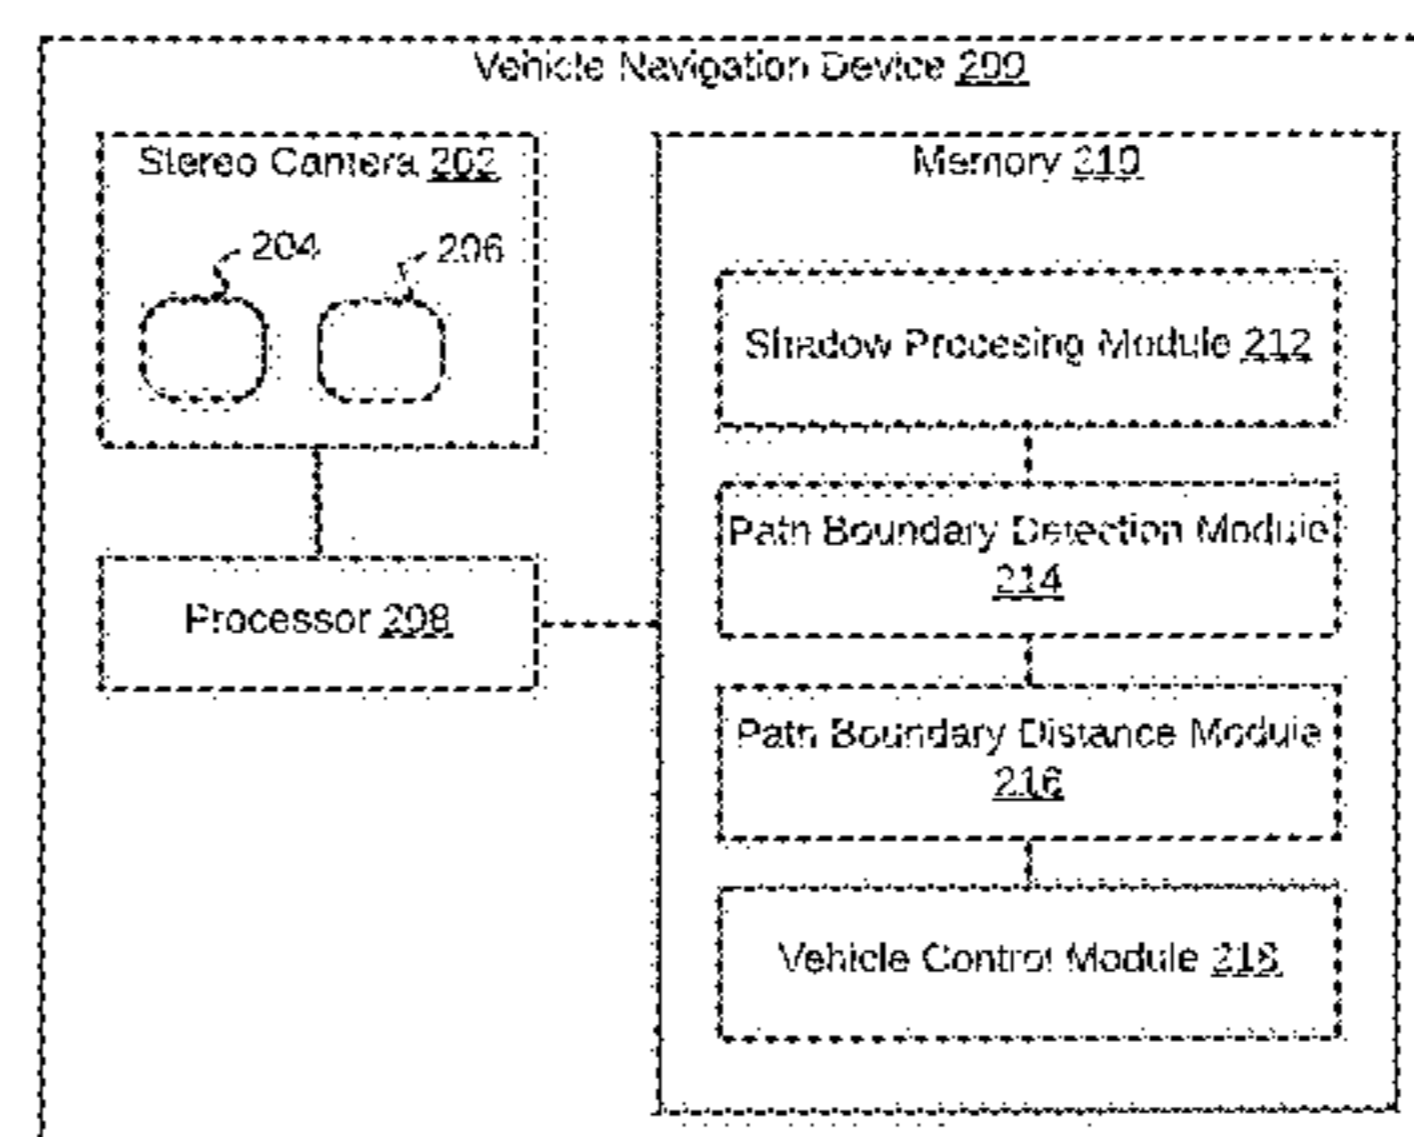 Vehicle Navigation Device 200
Stereo Camera 202
204
206
Processor 208
Memory 210
Shadow Procesing Module 212
Path Boundary Detection Module
214
Path Boundary Distance Module
216
Vehicle Control Module 218